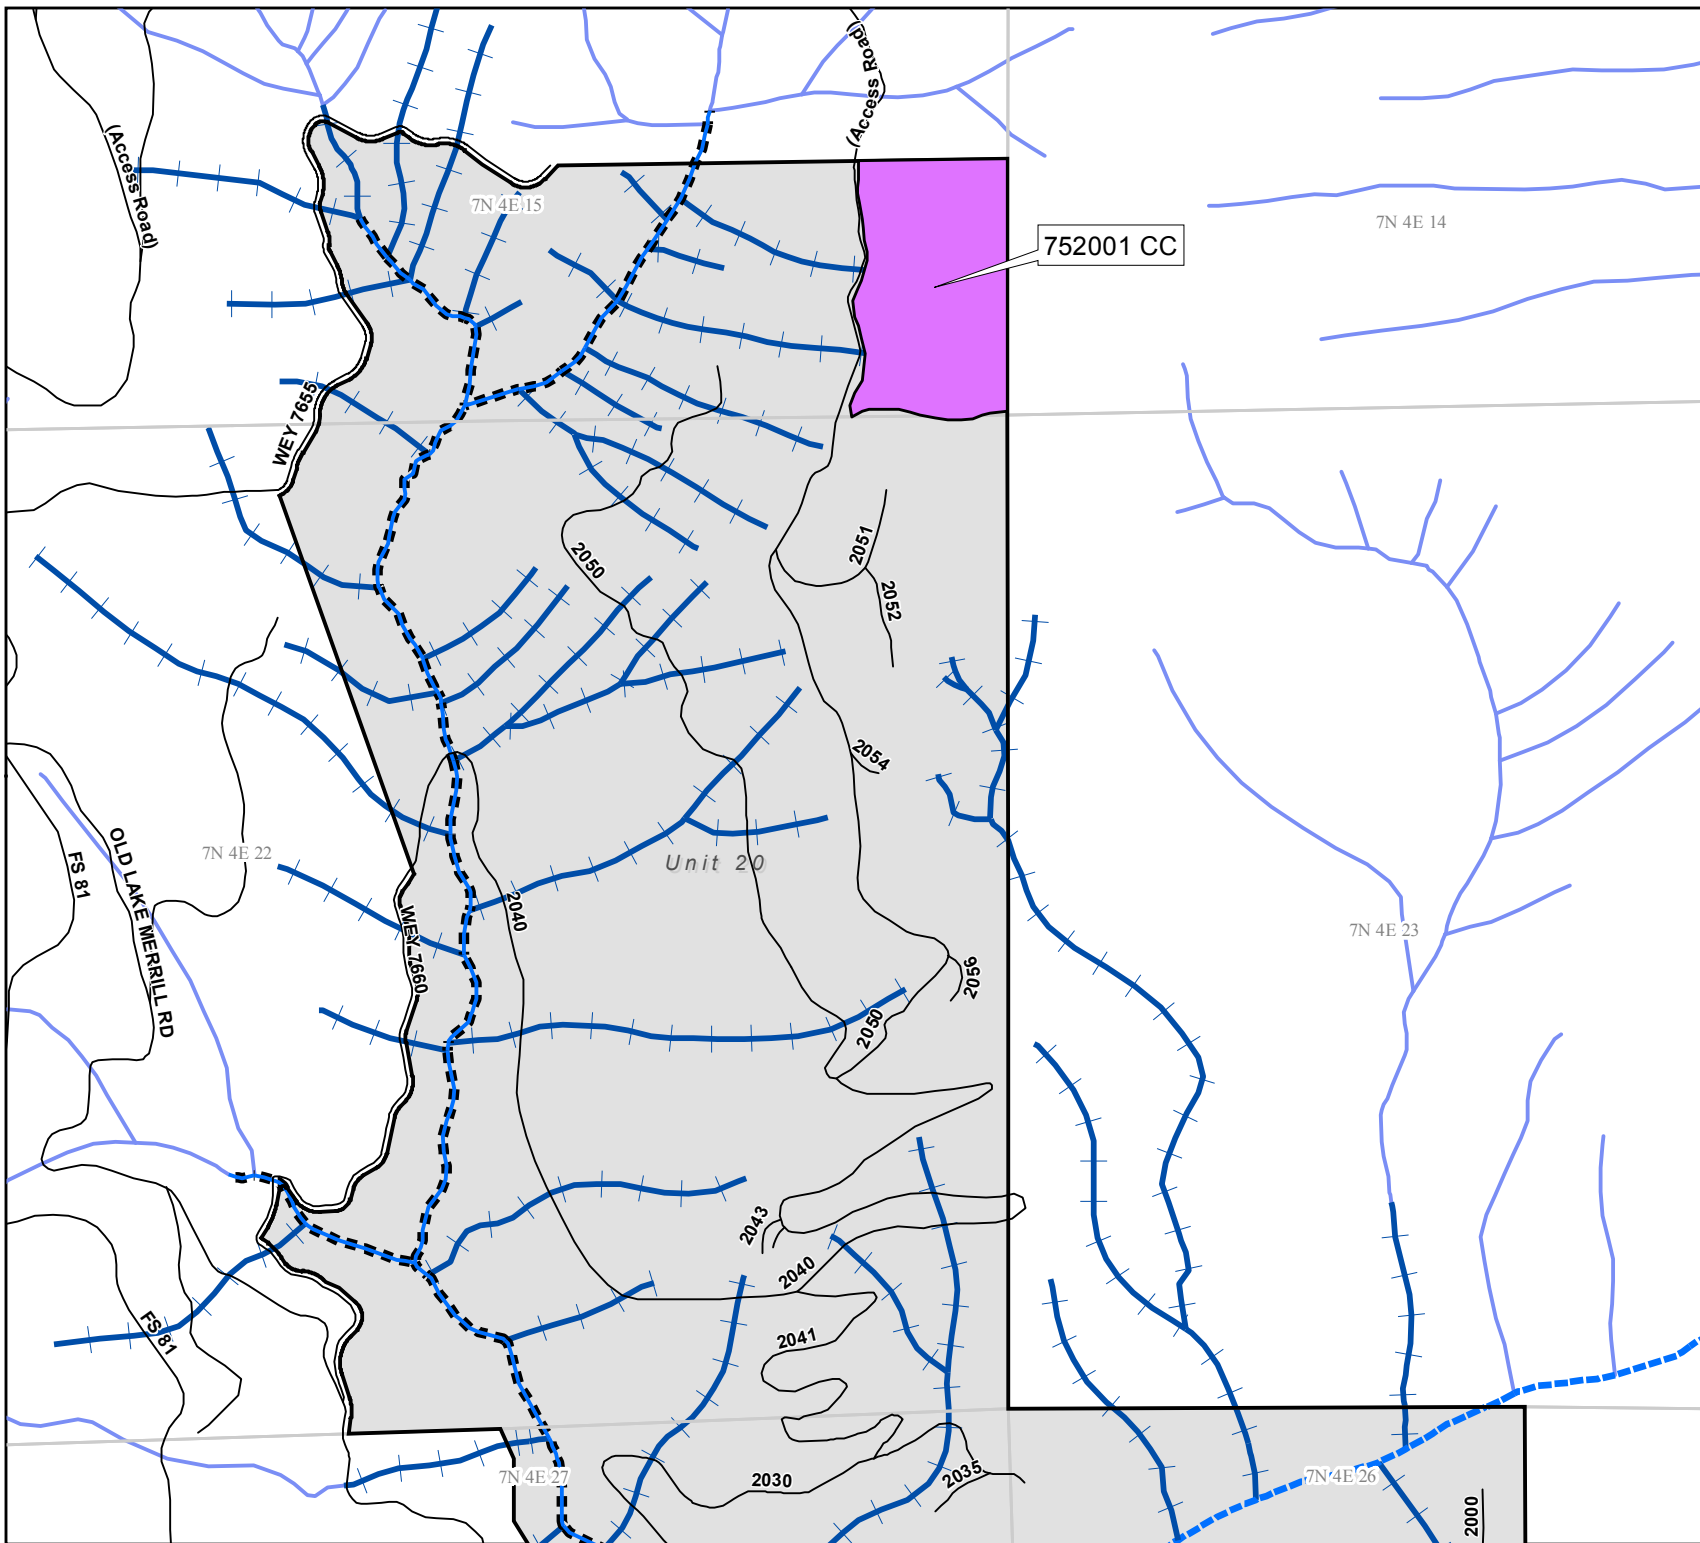 (Access Road)
(Access Road)
7N 4E 15
7N 4E 14
752001 CC
WEY 7655
2050
2051
2052
2054
OLD LAKE MERRILL RD
FS 81
7N 4E 22
Unit 20
2040
WEY 7660
7N 4E 23
2056
2050
2043
2040
FS 81
2041
7N 4E 27
2030
2035
7N 4E 26
2000